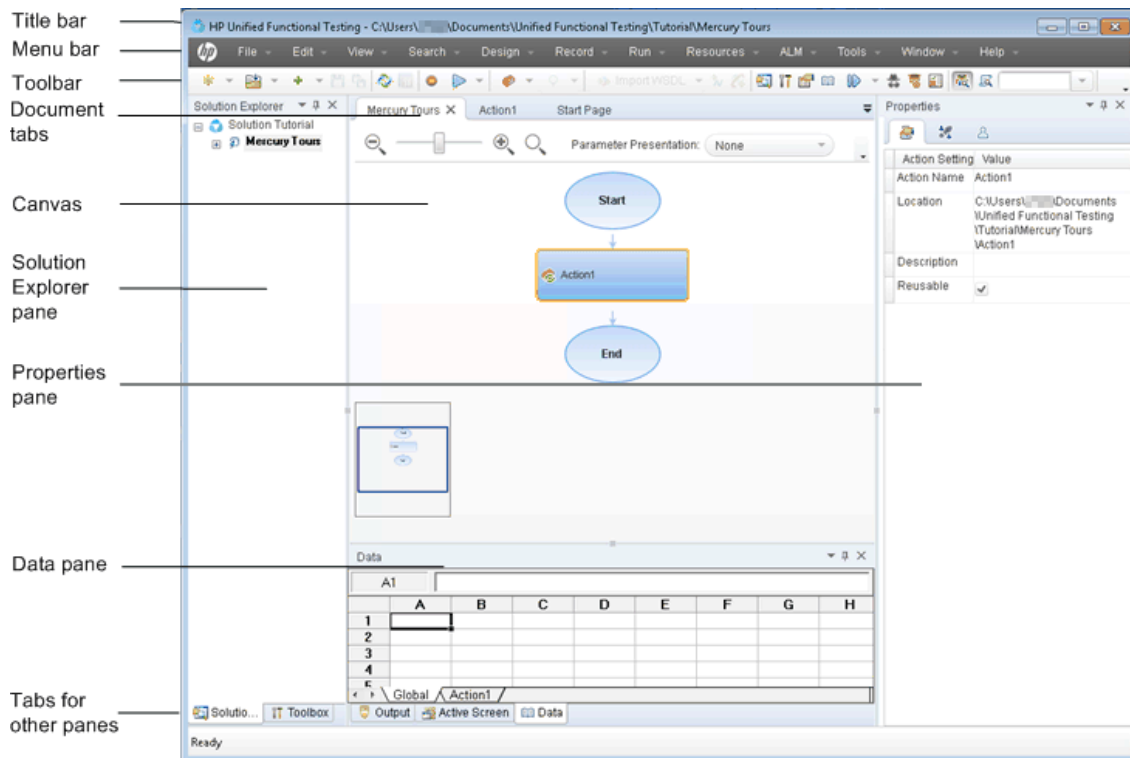 Title bar
HP Unified Functional Testing - C:\Users\ \Documents\Unified Functional Testing\Tutorial\Mercury Tours
Menu bar
hp File Edit View Search Design Record Run Resources ALM Tools Window Help
Toolbar
Import WSDL
Document
tabs
Solution Explorer
Solution Tutorial
Mercury Tours
Mercury Tours Action1 Start Page
Parameter Presentation: None
Properties
Action Setting Value
Action Name Action1
Location C:\Users\ \Documents
\Unified Functional Testing
\Tutorial\Mercury Tours
\Action1
Description
Reusable
Canvas
Start
Action1
End
Solution
Explorer
pane
Properties
pane
Data pane
Data
A1
A B C D E F G H
1
2
3
4
5
Global Action1
Tabs for
other panes
Solutio... Toolbox
Output Active Screen Data
Ready